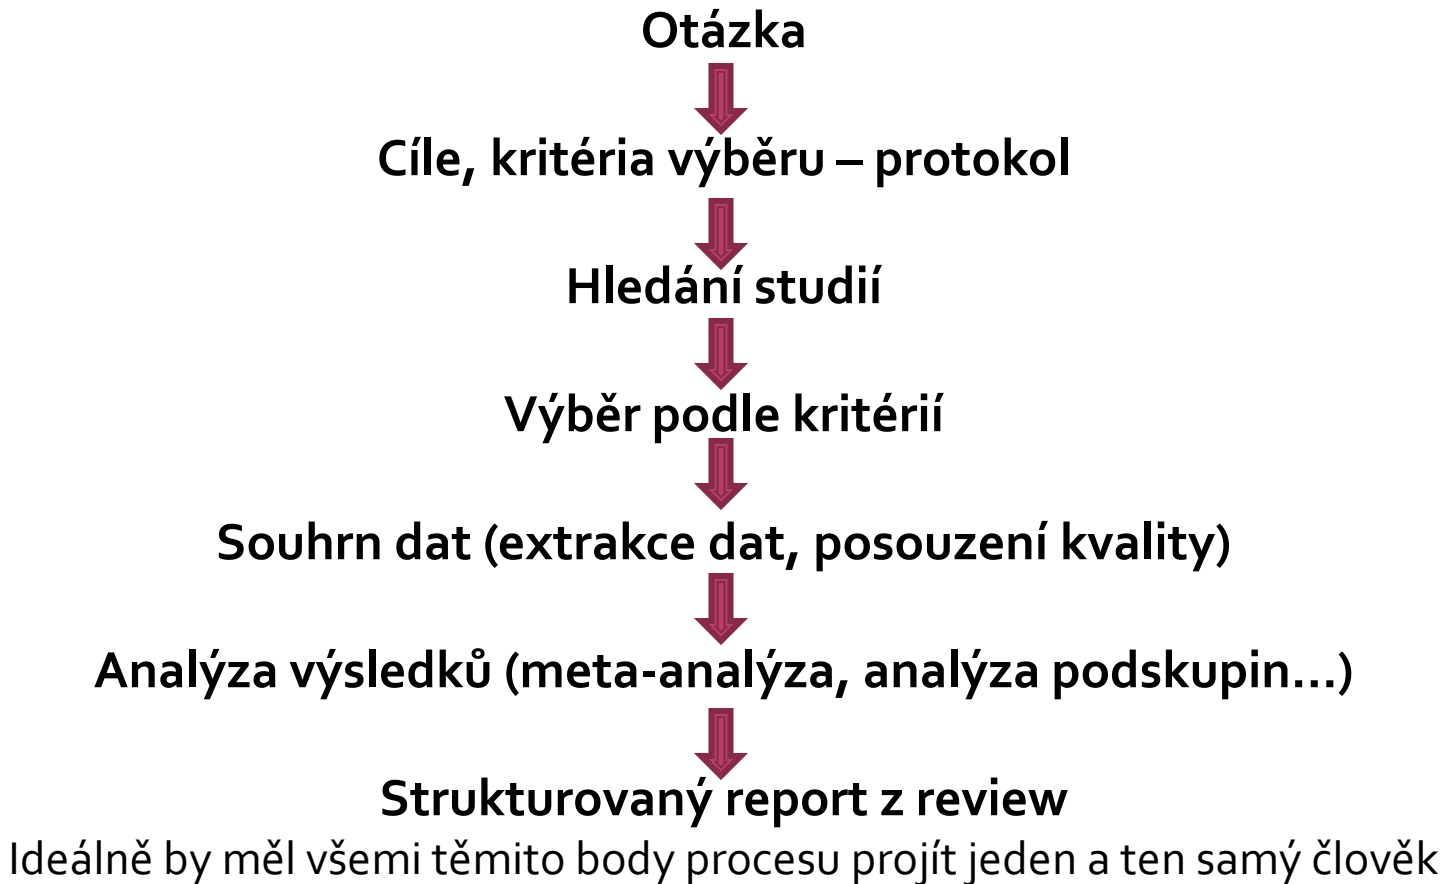 Otázka
Cíle, kritéria výběru – protokol
Hledání studií
Výběr podle kritérií
Souhrn dat (extrakce dat, posouzení kvality)
Analýza výsledků (meta-analýza, analýza podskupin...)
Strukturovaný report z review
Ideálně by měl všemi těmito body procesu projít jeden a ten samý člověk